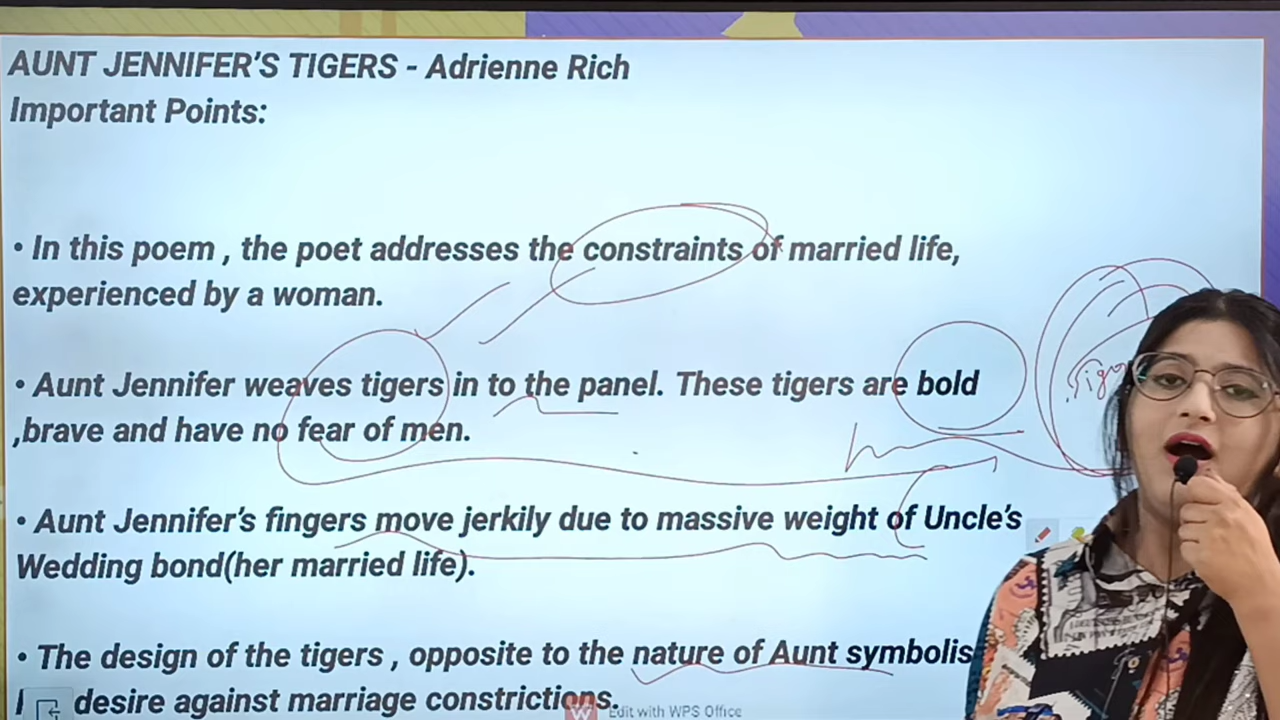 AUNT JENNIFER'S TIGERS - Adrienne Rich
Important Points:
• In this poem , the poet addresses the constraints of married life,
experienced by a woman.
• Aunt Jennifer weaves tigers in to the panel. These tigers are bold
,brave and have no fear of men.
• Aunt Jennifer's fingers move jerkily due to massive weight of Uncle's
Wedding bond(her married life).
• The design of the tigers , opposite to the nature of Aunt
desire against marriage constrictions.
Edit with WPS Office